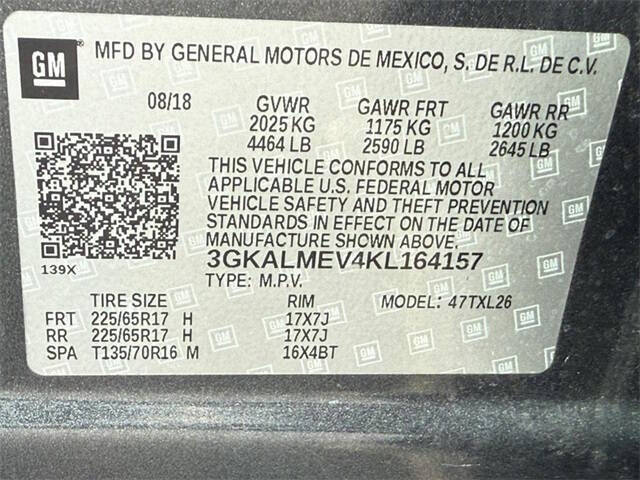 GM MFD BY GENERAL MOTORS DE MEXICO, S. DE R.L. DE C.V.
08/18 GVWR GAWR FRT GAWR RR
2025 KG 1175 KG 1200 KG
4464 LB 2590 LB 2645 LB
THIS VEHICLE CONFORMS TO ALL
APPLICABLE U.S. FEDERAL MOTOR
VEHICLE SAFETY AND THEFT PREVENTION
STANDARDS IN EFFECT ON THE DATE OF
MANUFACTURE SHOWN ABOVE.
139X 3GKALMEV4KL164157
TYPE: M.P.V.
TIRE SIZE RIM MODEL: 47TXL26
FRT 225/65R17 H 17X7J
RR 225/65R17 H 17X7J
SPA T135/70R16 M 16X4BT